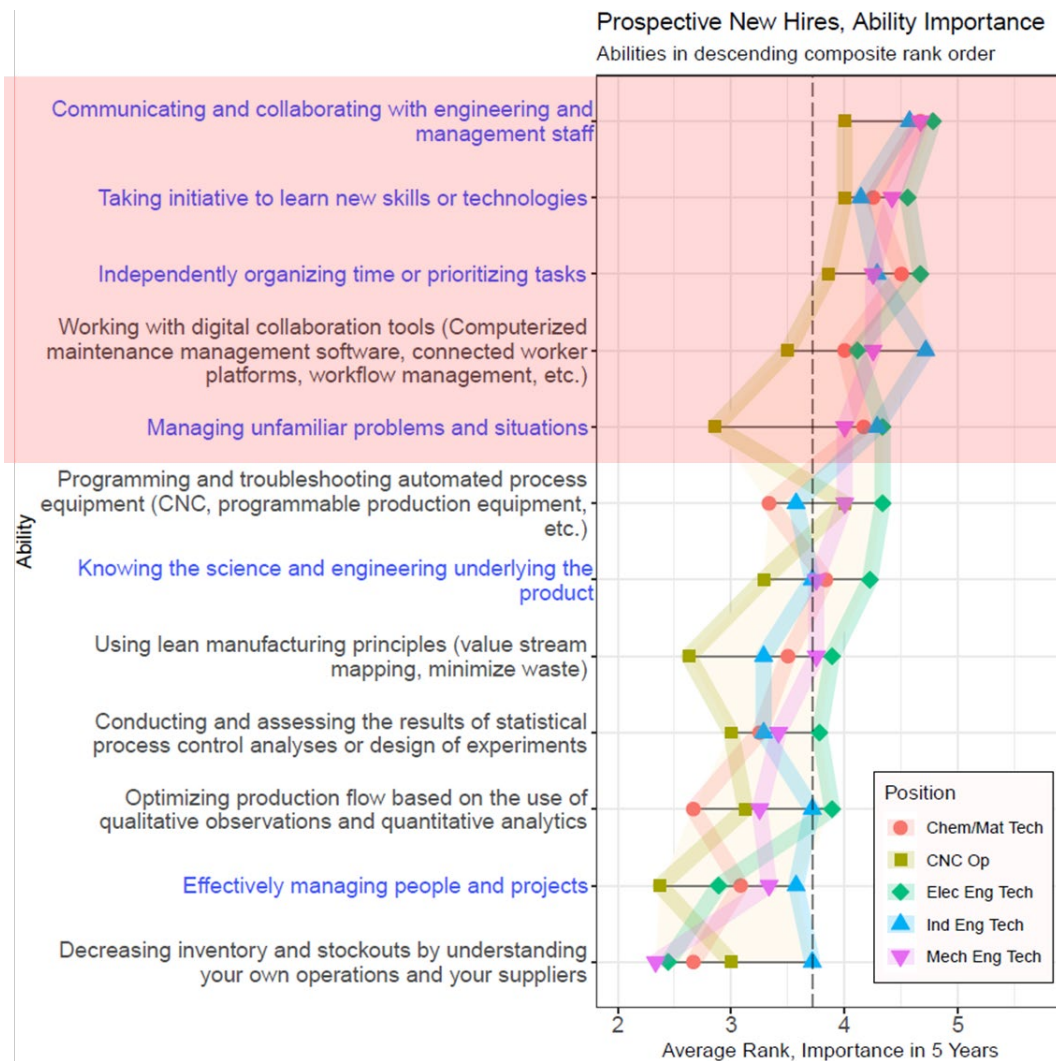 Prospective New Hires, Ability Importance
Abilities in descending composite rank order
Communicating and collaborating with engineering and
management staff
Taking initiative to learn new skills or technologies
Independently organizing time or prioritizing tasks
Working with digital collaboration tools (Computerized
maintenance management software, connected worker
platforms, workflow management, etc.)
Managing unfamiliar problems and situations
Programming and troubleshooting automated process
equipment (CNC, programmable production equipment,
etc.)
Ability
Knowing the science and engineering underlying the
product
Using lean manufacturing principles (value stream
mapping, minimize waste)
Conducting and assessing the results of statistical
process control analyses or design of experiments
Optimizing production flow based on the use of
qualitative observations and quantitative analytics
Effectively managing people and projects
Decreasing inventory and stockouts by understanding
your own operations and your suppliers
Position
Chem/Mat Tech
CNC Op
Elec Eng Tech
Ind Eng Tech
Mech Eng Tech
2 3 4 5
Average Rank, Importance in 5 Years